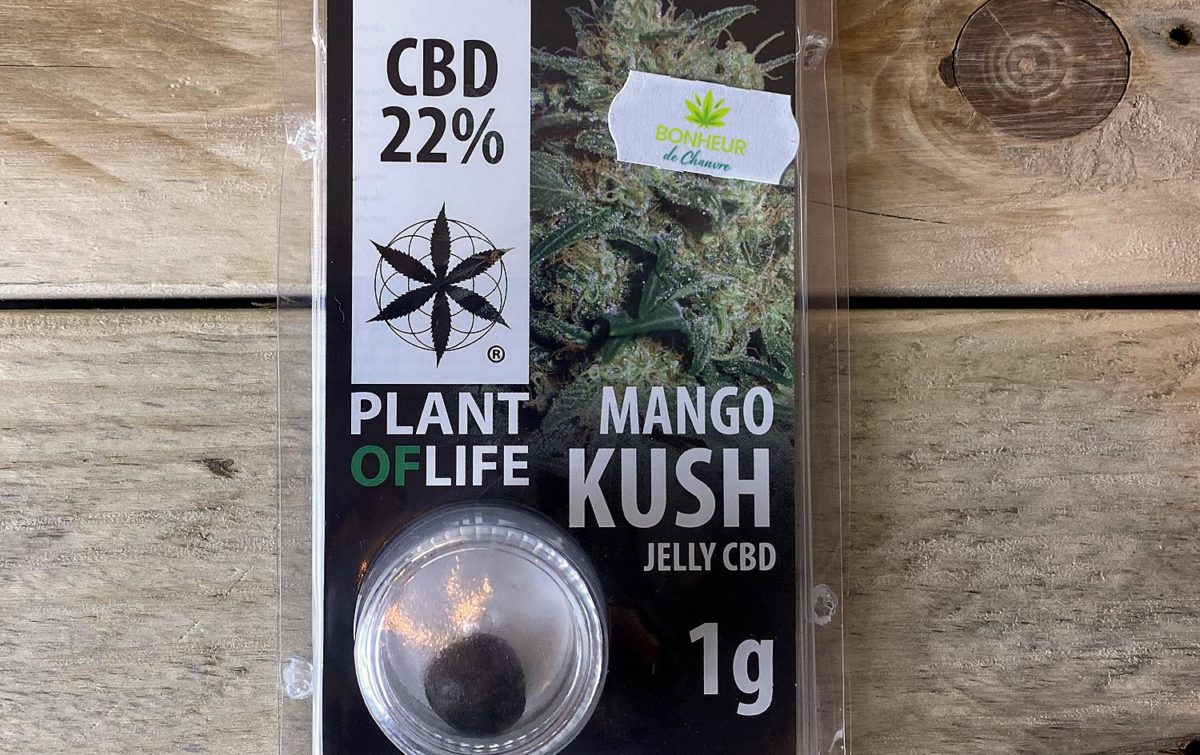 CBD
22%
BONHEUR
de Chanvre
®
PLANT
OFLIFE
MANGO
KUSH
JELLY CBD
1g